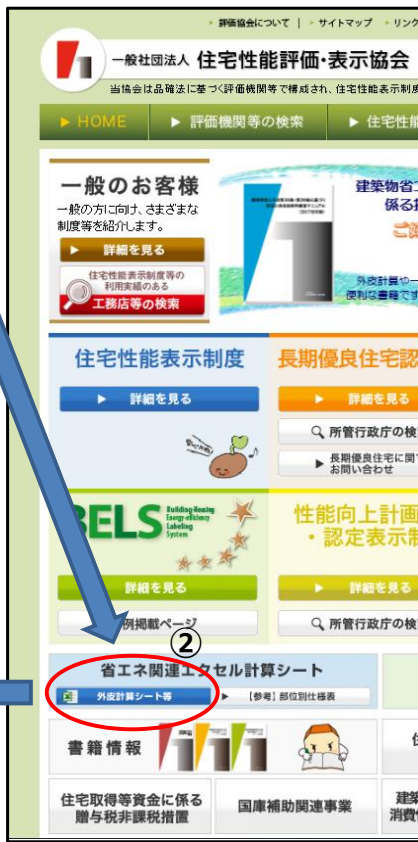 評価協会について
サイトマップ
リンク
一般社団法人 住宅性能評価・表示協会
当協会は品確法に基づく評価機関等で構成され、住宅性能表示制度
HOME
評価機関等の検索
住宅性能
一般のお客様
一般の方に向け、さまざまな
制度等を紹介します。
詳細を見る
住宅性能表示制度等の
利用実績のある
工務店等の検索
建築物省エ
係る
外皮計算や一
便利な書籍です
住宅性能表示制度
詳細を見る
長期優良住宅認
詳細を見る
所管行政庁の検
長期優良住宅に関
お問い合わせ
BELS
Building-Housing
Energy-efficiency
Labeling
System
詳細を見る
例掲載ページ
性能向上計画
・認定表示制
詳細を見る
所管行政庁の検
②
省エネ関連エクセル計算シート
外皮計算シート等
【参考】部位別仕様表
書籍情報
住宅取得等資金に係る
贈与税非課税措置
国庫補助関連事業
建築
消費